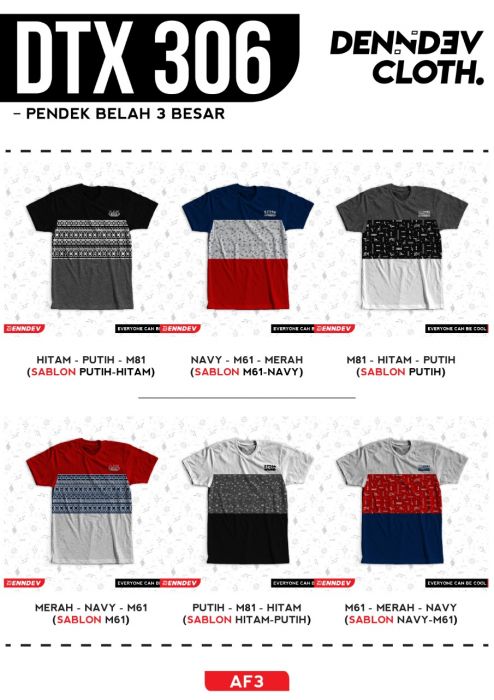 DTX 306
DENNDEV
CLOTH.
- PENDEK BELAH 3 BESAR
DENNDEV
EVERYONE CAN BE
DENNDEV
EVERYONE CAN BE
DENNDEV
EVERYONE CAN BE COOL
HITAM - PUTIH - M81
(SABLON PUTIH-HITAM)
NAVY - M61 - MERAH
(SABLON M61-NAVY)
M81 - HITAM - PUTIH
(SABLON PUTIH)
DENNDEV
EVERYONE CAN BE
DENNDEV
EVERYONE CAN BE
DENNDEV
EVERYONE CAN BE COOL
MERAH - NAVY - M61
(SABLON M61)
PUTIH - M81 - HITAM
(SABLON HITAM-PUTIH)
M61 - MERAH - NAVY
(SABLON NAVY-M61)
AF3